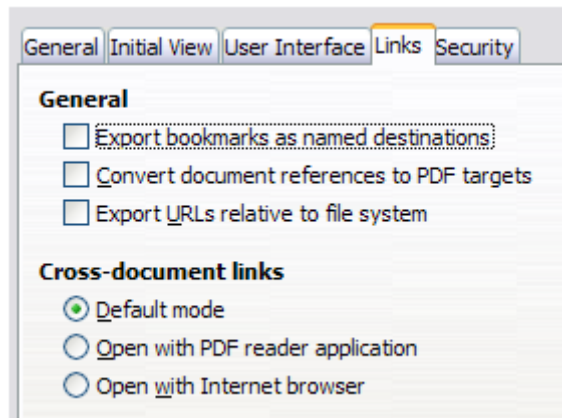 General Initial View User Interface Links Security
General
Export bookmarks as named destinations
Convert document references to PDF targets
Export URLs relative to file system
Cross-document links
Default mode
Open with PDF reader application
Open with Internet browser